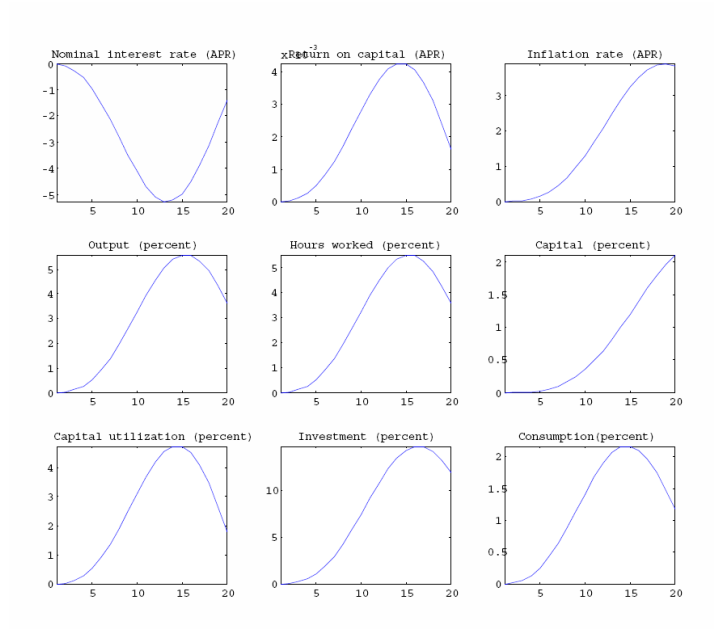 Nominal interest rate (APR)
x 10^-3
Return on capital (APR)
Inflation rate (APR)
0
-1
-2
-3
-4
-5
5 10 15 20
4
3
2
1
0
5 10 15 20
3
2
1
0
5 10 15 20
Output (percent)
Hours worked (percent)
Capital (percent)
5
4
3
2
1
0
5 10 15 20
5
4
3
2
1
0
5 10 15 20
2
1.5
1
0.5
0
5 10 15 20
Capital utilization (percent)
Investment (percent)
Consumption(percent)
4
3
2
1
0
5 10 15 20
10
5
0
5 10 15 20
2
1.5
1
0.5
0
5 10 15 20